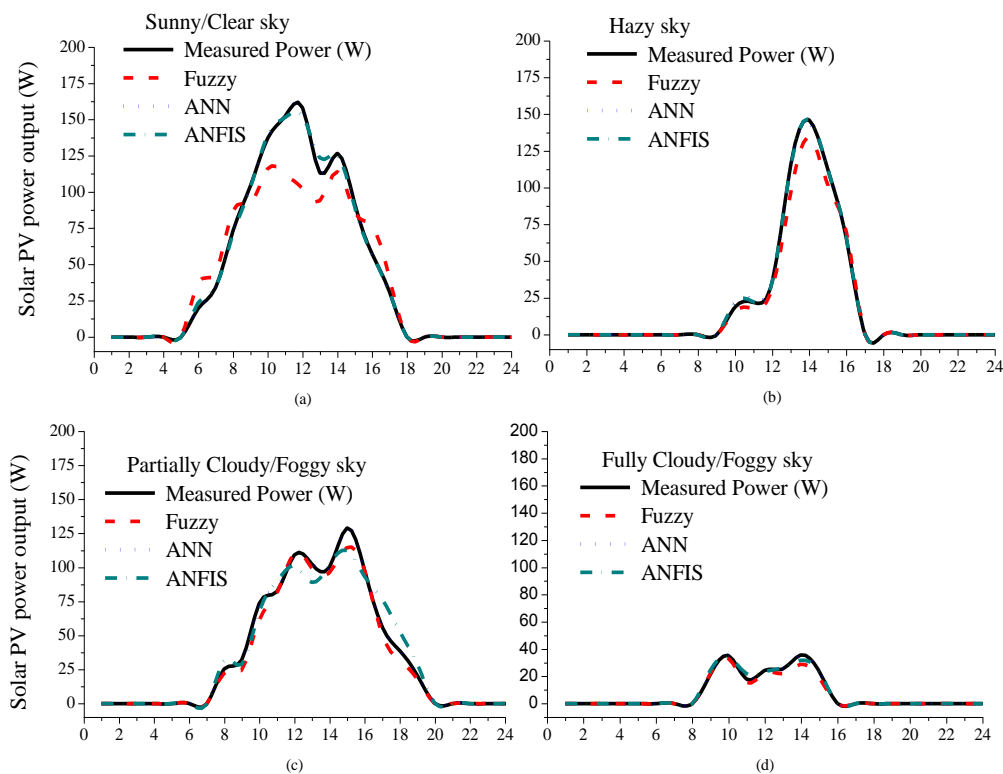 Sunny/Clear sky
Measured Power (W)
Fuzzy
ANN
ANFIS
Solar PV power output (W)
200
175
150
125
100
75
50
25
0
0 2 4 6 8 10 12 14 16 18 20 22 24
(a)
Hazy sky
Measured Power (W)
Fuzzy
ANN
ANFIS
200
175
150
125
100
75
50
25
0
0 2 4 6 8 10 12 14 16 18 20 22 24
(b)
Partially Cloudy/Foggy sky
Measured Power (W)
Fuzzy
ANN
ANFIS
Solar PV power output (W)
200
175
150
125
100
75
50
25
0
0 2 4 6 8 10 12 14 16 18 20 22 24
(c)
Fully Cloudy/Foggy sky
Measured Power (W)
Fuzzy
ANN
ANFIS
200
180
160
140
120
100
80
60
40
20
0
0 2 4 6 8 10 12 14 16 18 20 22 24
(d)